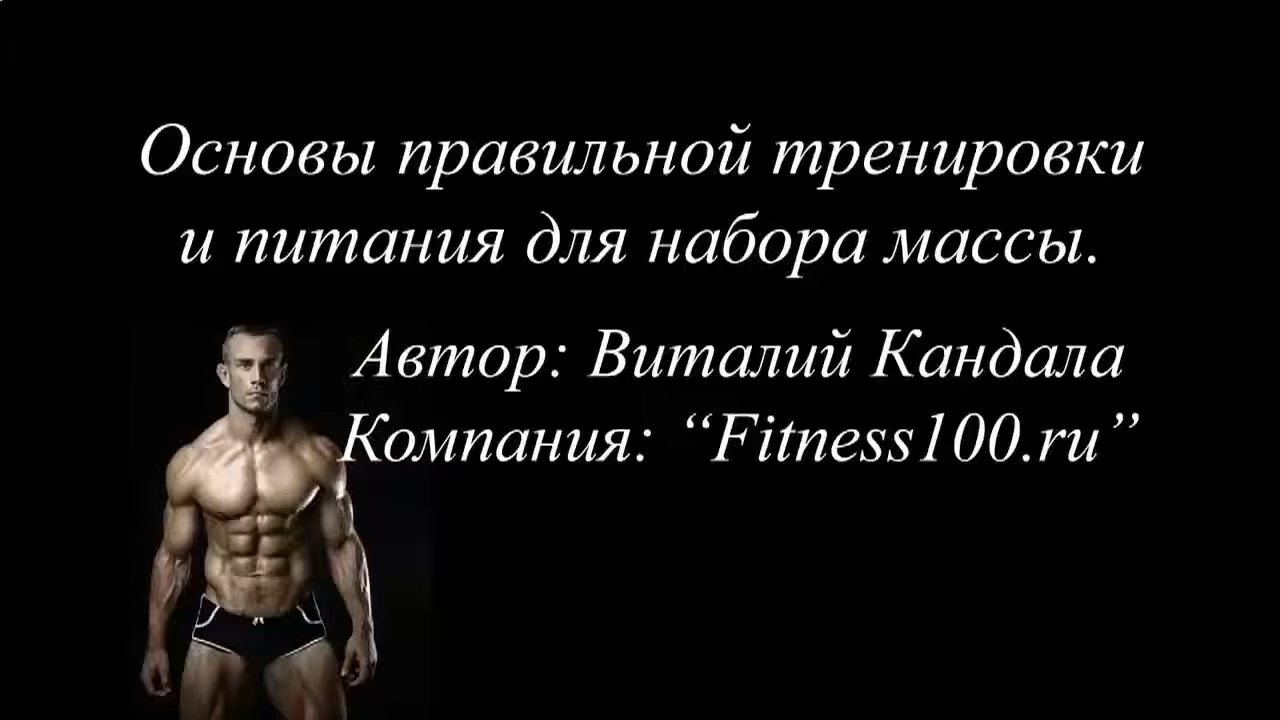 Основы правильной тренировки
и питания для набора массы.
Автор: Виталий Кандала
Компания: “Fitness100.ru”